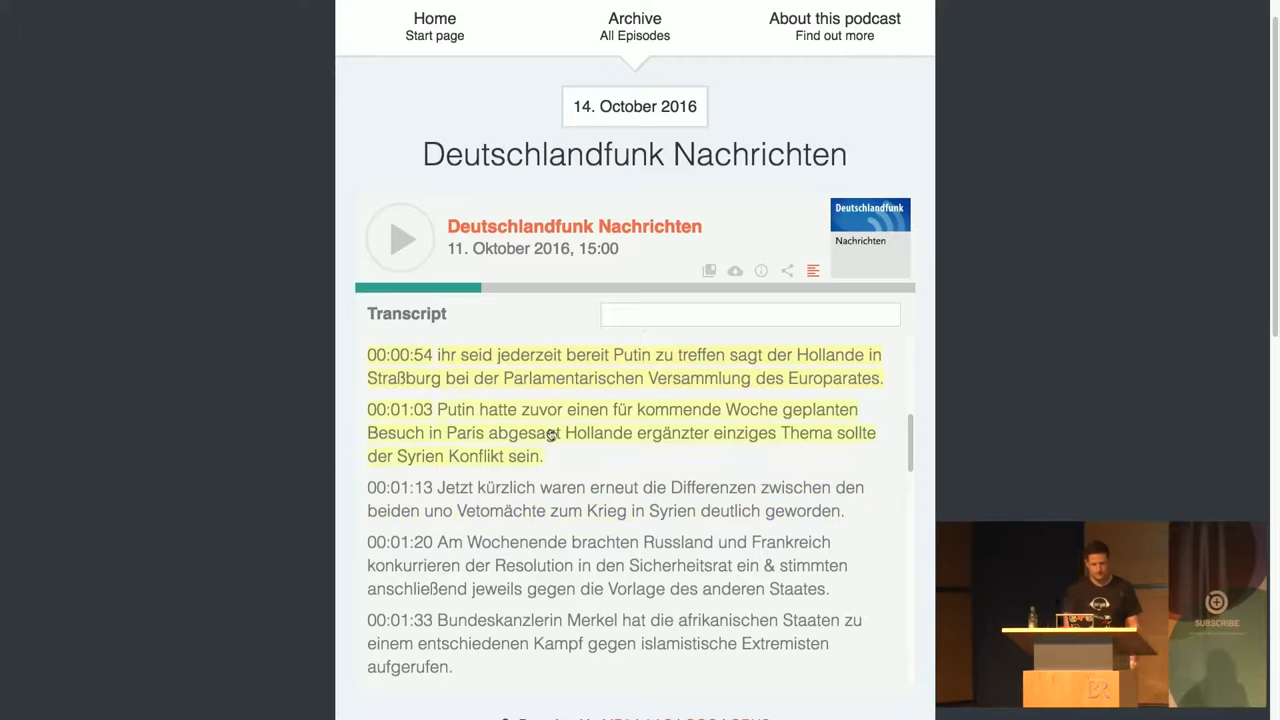 Home
Start page
Archive
All Episodes
About this podcast
Find out more
14. October 2016
Deutschlandfunk Nachrichten
Deutschlandfunk Nachrichten
11. Oktober 2016, 15:00
Deutschlandfunk
Nachrichten
Transcript
00:00:54 ihr seid jederzeit bereit Putin zu treffen sagt der Hollande in
Straßburg bei der Parlamentarischen Versammlung des Europarates.
00:01:03 Putin hatte zuvor einen für kommende Woche geplanten
Besuch in Paris abgesagt Hollande ergänzter einziges Thema sollte
der Syrien Konflikt sein.
00:01:13 Jetzt kürzlich waren erneut die Differenzen zwischen den
beiden uno Vetomächte zum Krieg in Syrien deutlich geworden.
00:01:20 Am Wochenende brachten Russland und Frankreich
konkurrieren der Resolution in den Sicherheitsrat ein & stimmten
anschließend jeweils gegen die Vorlage des anderen Staates.
00:01:33 Bundeskanzlerin Merkel hat die afrikanischen Staaten zu
einem entschiedenen Kampf gegen islamistische Extremisten
aufgerufen.
SUBSCRIBE
BR